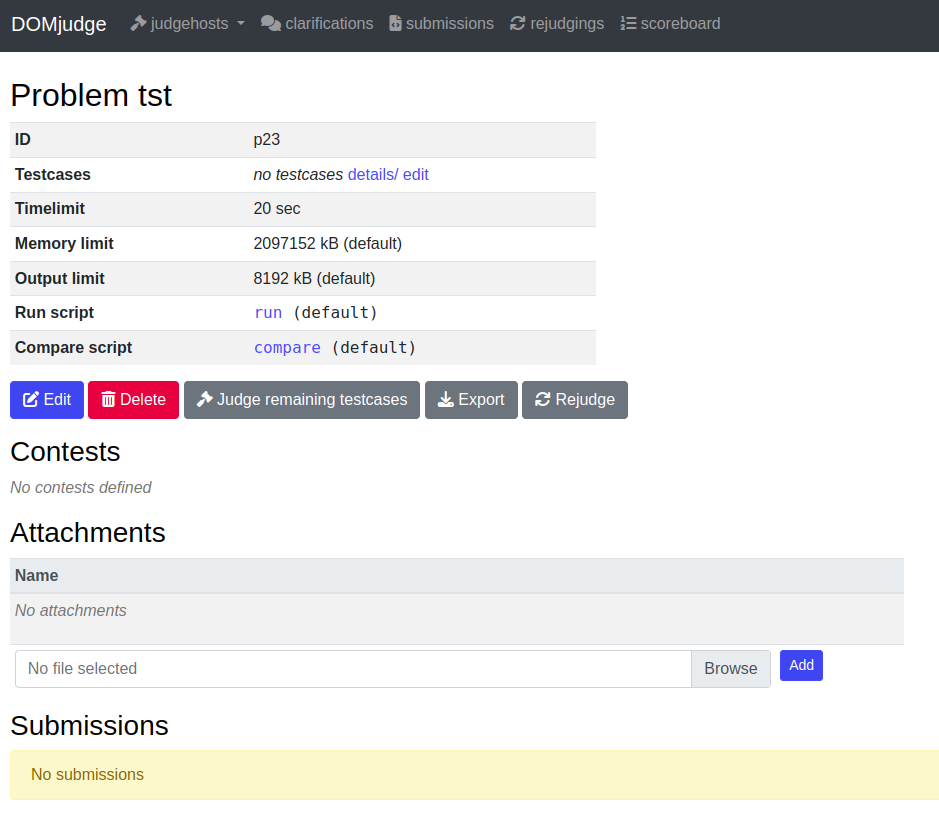 DOMjudge judgehosts clarifications submissions rejudgings scoreboard
Problem tst
ID p23
Testcases no testcases details/ edit
Timelimit 20 sec
Memory limit 2097152 kB (default)
Output limit 8192 kB (default)
Run script run (default)
Compare script compare (default)
Edit Delete Judge remaining testcases Export Rejudge
Contests
No contests defined
Attachments
Name
No attachments
No file selected Browse Add
Submissions
No submissions